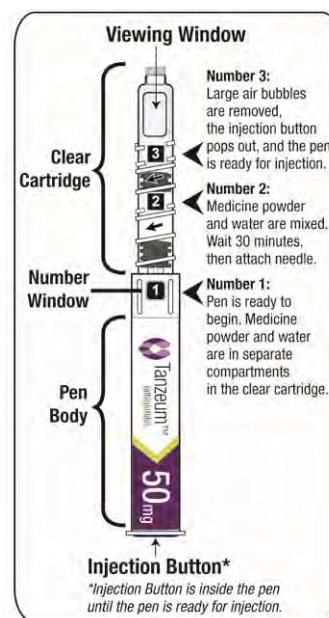 Viewing Window
Clear
Cartridge
Number
Window
Pen
Body
3
2
1
Number 3:
Large air bubbles
are removed,
the injection button
pops out, and the pen
is ready for injection.
Number 2:
Medicine powder
and water are mixed.
Wait 30 minutes,
then attach needle.
Number 1:
Pen is ready to
begin. Medicine
powder and water
are in separate
compartments
in the clear cartridge.
Tanzeum™
(albiglutide)
50mg
Injection Button*
*Injection Button is inside the pen
until the pen is ready for injection.